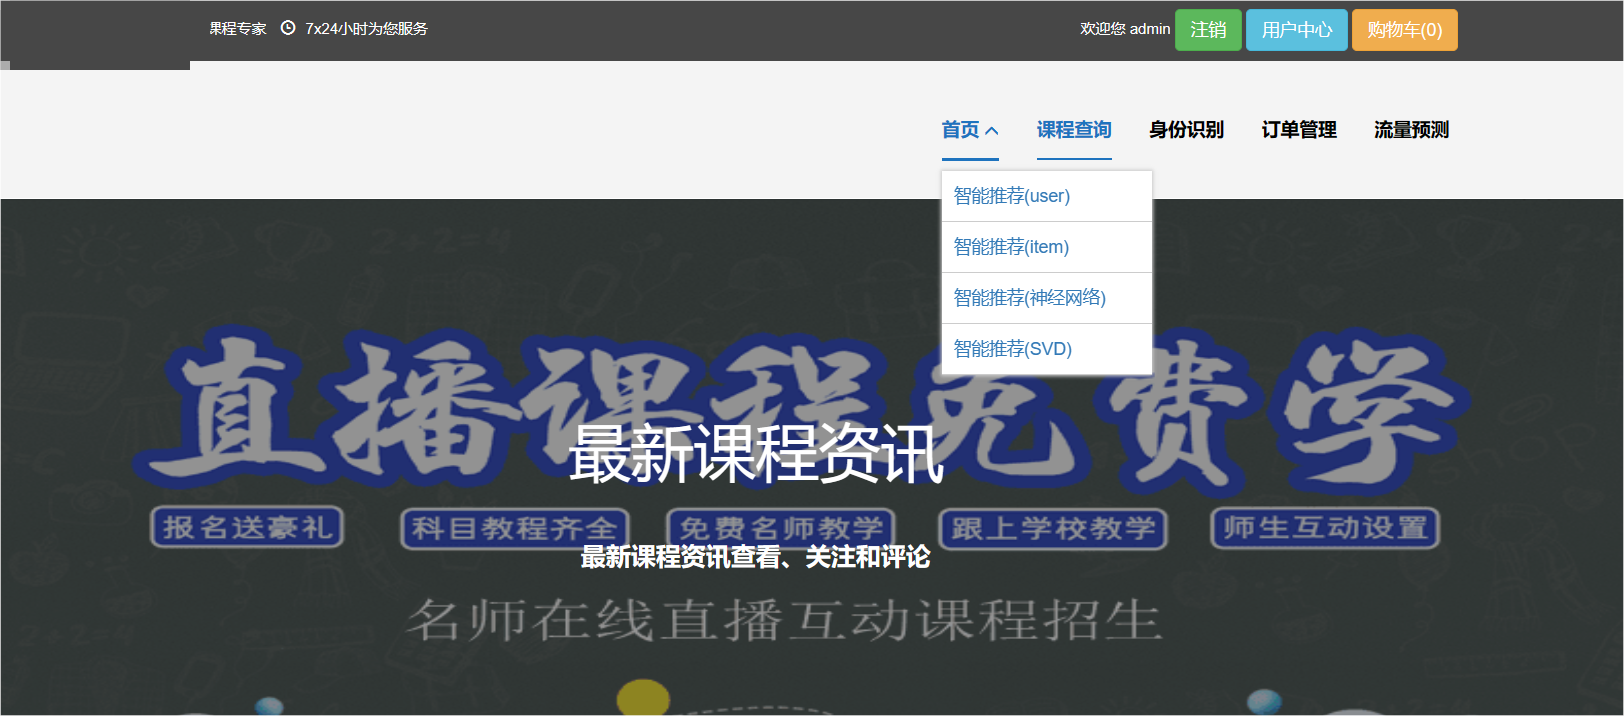 课程专家 7x24小时为您服务
欢迎您 admin 注销 用户中心 购物车(0)
首页 课程查询 身份识别 订单管理 流量预测
智能推荐(user)
智能推荐(item)
智能推荐(神经网络)
智能推荐(SVD)
直播课程免费学
最新课程资讯
报名送豪礼 科目教程齐全 免费名师教学 跟上学校教学 师生互动设置
最新课程资讯查看、关注和评论
名师在线直播互动课程招生